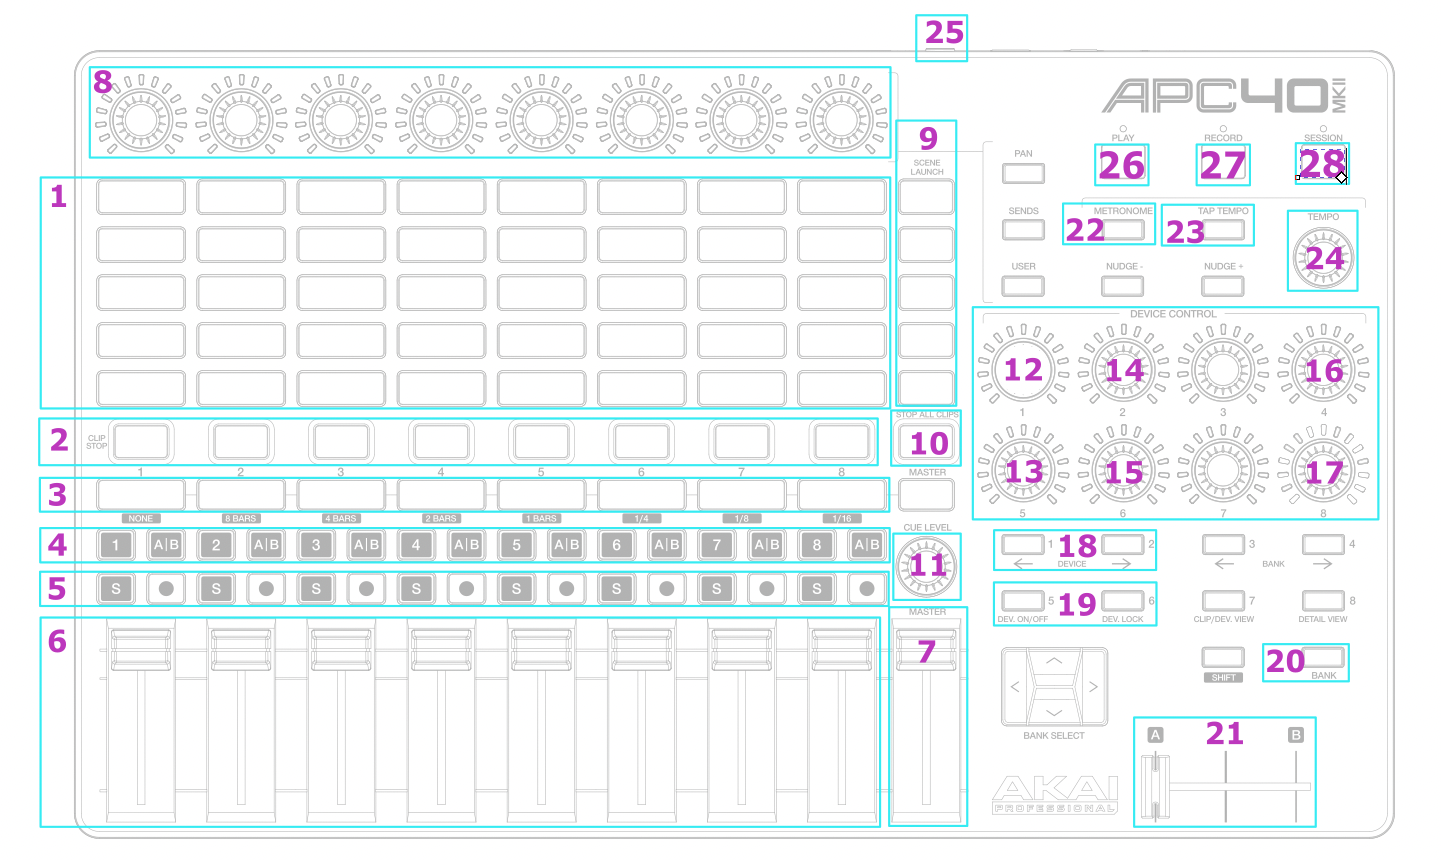 25
8
APC40 MKII
9
PLAY
RECORD
SESSION
SCENE
LAUNCH
PAN
26
27
28
1
SENDS
METRONOME
TAP TEMPO
TEMPO
22
23
24
USER
NUDGE -
NUDGE +
DEVICE CONTROL
12
14
16
1
2
3
4
STOP ALL CLIPS
2
CLIP
STOP
10
13
15
17
1
2
3
4
5
6
7
8
MASTER
3
5
6
7
8
NONE
8 BARS
4 BARS
2 BARS
1 BARS
1/4
1/8
1/16
CUE LEVEL
4
1 A|B 2 A|B 3 A|B 4 A|B 5 A|B 6 A|B 7 A|B 8 A|B
11
1 18 2
3
4
DEVICE
BANK
5
S S S S S S S S
5 19 6
7
8
MASTER
DEV. ON/OFF
DEV. LOCK
CLIP/DEV. VIEW
DETAIL VIEW
6
7
20
SHIFT
BANK
BANK SELECT
A
21
B
AKAI
PROFESSIONAL